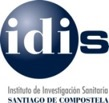 idis
Instituto de Investigación Sanitaria
SANTIAGO DE COMPOSTELA